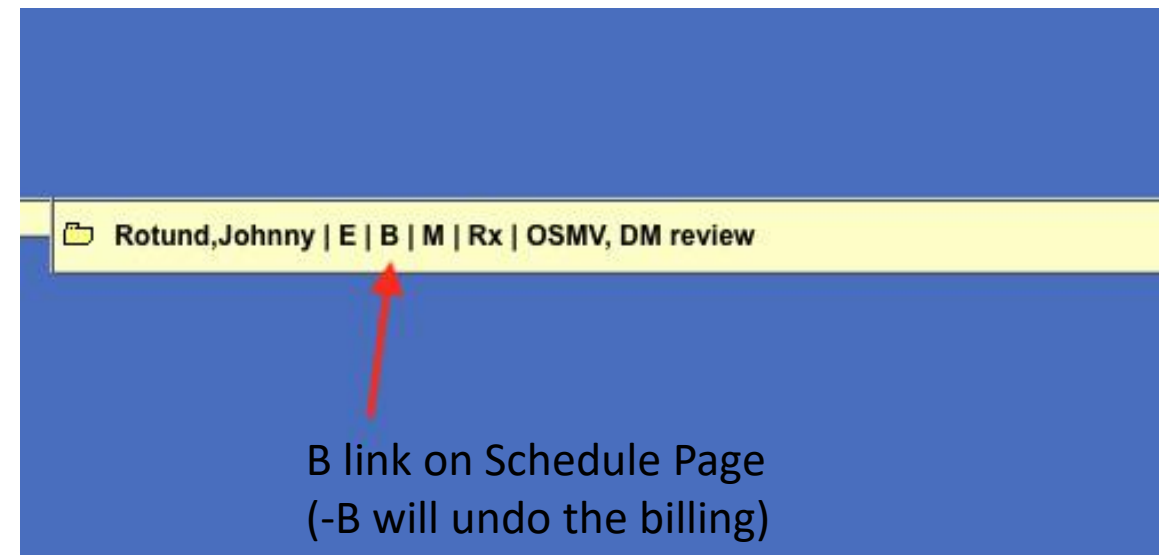 Rotund,Johnny | E | B | M | Rx | OSMV, DM review
B link on Schedule Page
(-B will undo the billing)